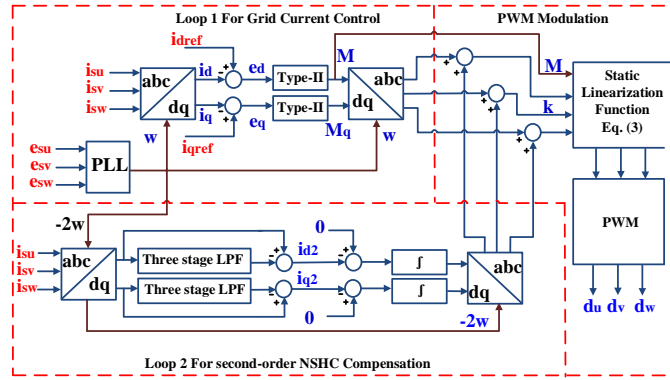 Loop 1 For Grid Current Control
PWM Modulation
idref
isu
isv
isw
abc
dq
id
iq
ed
eq
Type-II
Type-II
M
Mq
abc
dq
w
w
iqref
esu
esv
esw
PLL
M
k
Static
Linearization
Function
Eq. (3)
PWM
du dv dw
-2w
isu
isv
isw
abc
dq
Three stage LPF
Three stage LPF
id2
iq2
0
0
∫
∫
abc
dq
-2w
Loop 2 For second-order NSHC Compensation